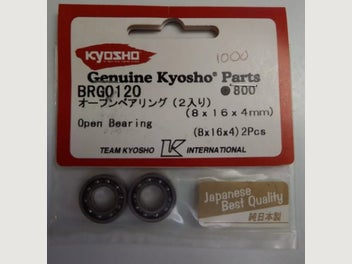 KYOSHO
1000
Genuine Kyosho® Parts
BRG0120
●800
オープンベアリング (2入り)
(8×16×4mm)
Open Bearing
(8x16x4) 2Pcs
TEAM KYOSHO K INTERNATIONAL
Japanese
Best Quality
純日本製